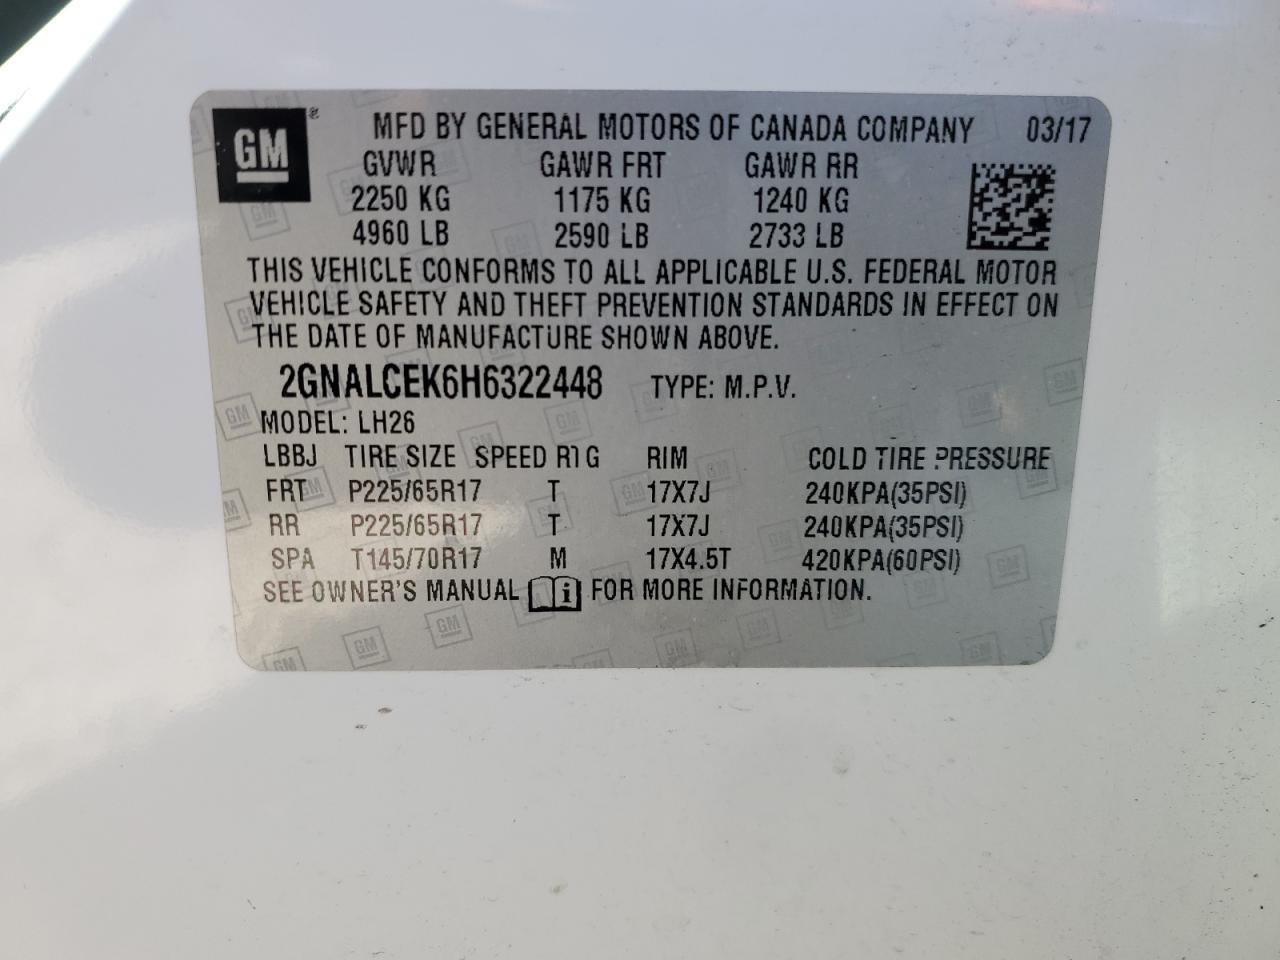 GM ® MFD BY GENERAL MOTORS OF CANADA COMPANY 03/17
GVWR GAWR FRT GAWR RR
2250 KG 1175 KG 1240 KG
4960 LB 2590 LB 2733 LB
THIS VEHICLE CONFORMS TO ALL APPLICABLE U.S. FEDERAL MOTOR
VEHICLE SAFETY AND THEFT PREVENTION STANDARDS IN EFFECT ON
THE DATE OF MANUFACTURE SHOWN ABOVE.
2GNALCEK6H6322448 TYPE: M.P.V.
MODEL: LH26
LBBJ TIRE SIZE SPEED RTG RIM COLD TIRE PRESSURE
FRT P225/65R17 T 17X7J 240KPA(35PSI)
RR P225/65R17 T 17X7J 240KPA(35PSI)
SPA T145/70R17 M 17X4.5T 420KPA(60PSI)
SEE OWNER'S MANUAL i FOR MORE INFORMATION.